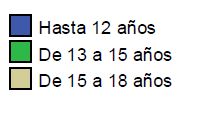 Hasta 12 años
De 13 a 15 años
De 15 a 18 años